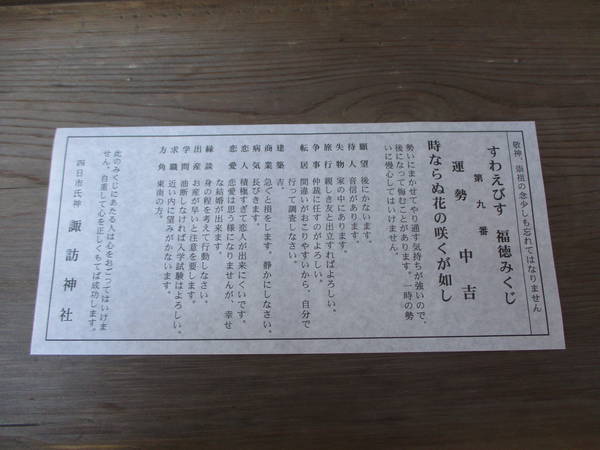 敬神、崇祖の念少しも忘れてはなりません
すわえびす 福徳みくじ
第九番
運勢 中吉
時ならぬ花の咲くが如し
勢いにまかせてやり通す気持ちが強いので、
後になって悔むことがあります。一時の勢
いに慢心してはいけません。
願望 後にかないます。
待人 音信があります。
失物 家の中にあります。
旅行 親しき友と出立すればよろしい。
争事 仲裁に任すのがよろしい。
転居 間違いがおこりやすいから、自分で
行って調査しなさい。
建築 吉。
商業 急ぐと損をします。静かにしなさい。
病気 長びきます。
恋人 積極すぎて恋人が出来にくいです。
恋愛 恋愛は思う様になりませんが、幸せ
な結婚が出来ます。
縁談 身の程を考えて行動しなさい。
出産 お産が早いと注意を要します。
学問 油断しなければ入学試験はよろしい。
求職 近い内に望みがかないます。
方角 東南の方。
此のみくじにあたる人は心をおごってはいけま
せん。自重して心を正しくもてば成功します。
四日市氏神 諏訪神社